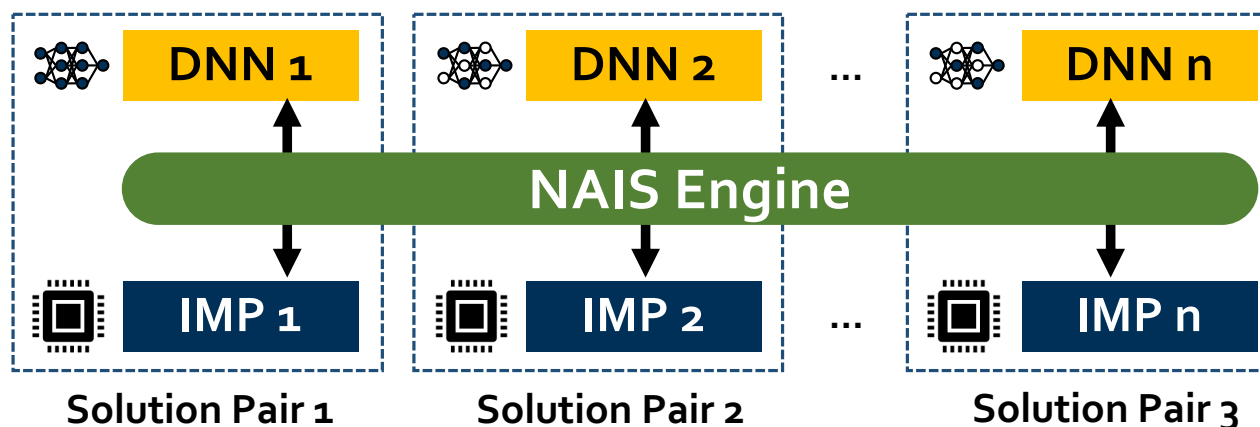 DNN 1 DNN 2 ... DNN n
NAIS Engine
IMP 1 IMP 2 ... IMP n
Solution Pair 1 Solution Pair 2 Solution Pair 3